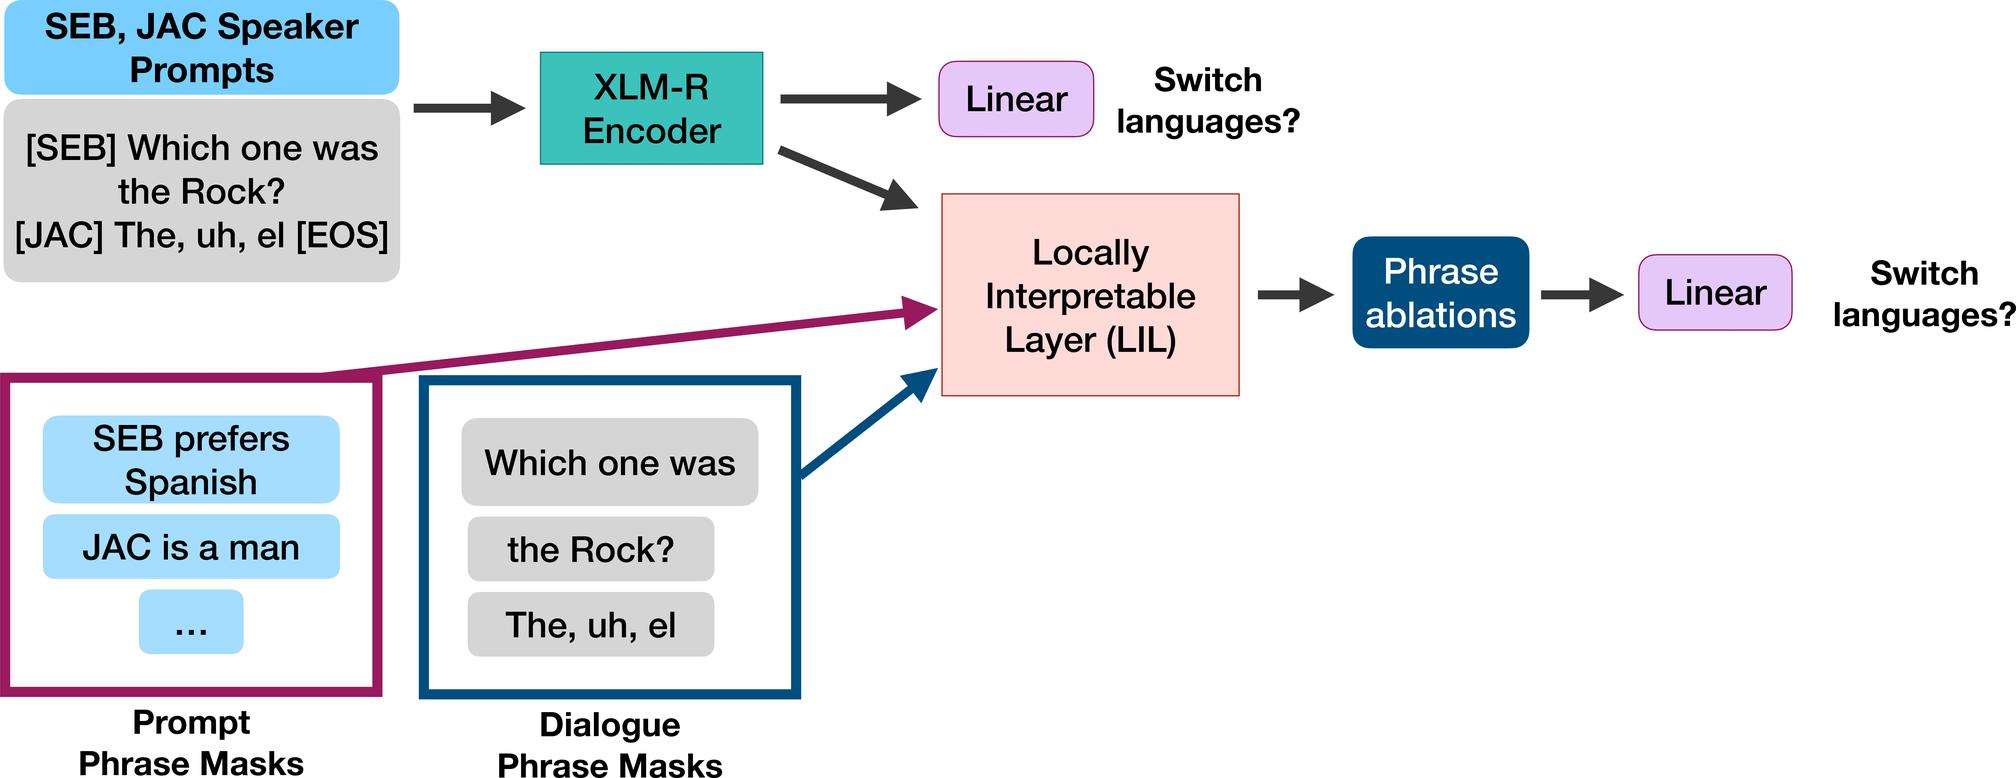 SEB, JAC Speaker
Prompts
[SEB] Which one was
the Rock?
[JAC] The, uh, el [EOS]
XLM-R
Encoder
Linear
Switch
languages?
Locally
Interpretable
Layer (LIL)
Phrase
ablations
Linear
Switch
languages?
SEB prefers
Spanish
JAC is a man
...
Prompt
Phrase Masks
Which one was
the Rock?
The, uh, el
Dialogue
Phrase Masks